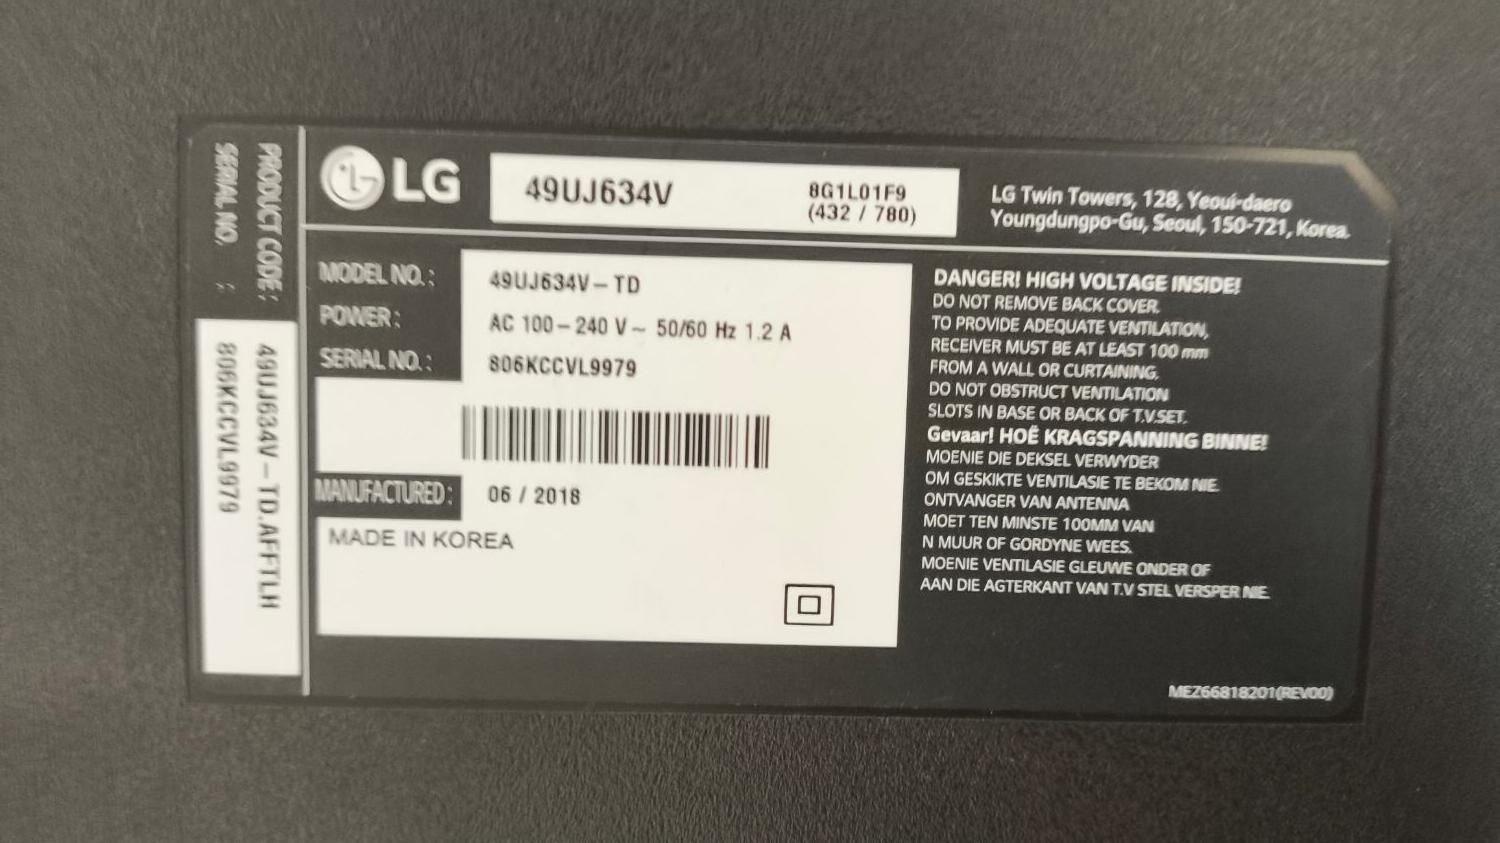 PRODUCT CODE :
SERIAL NO. :
49UJ634V-TD.AFFTLH
806KCCVL9979
LG
49UJ634V
8G1L01F9
(432 / 780)
LG Twin Towers, 128, Yeoui-daero
Youngdungpo-Gu, Seoul, 150-721, Korea.
MODEL NO. : 49UJ634V-TD
POWER : AC 100-240 V~ 50/60 Hz 1.2 A
SERIAL NO. : 806KCCVL9979
MANUFACTURED : 06 / 2018
MADE IN KOREA
DANGER! HIGH VOLTAGE INSIDE!
DO NOT REMOVE BACK COVER.
TO PROVIDE ADEQUATE VENTILATION,
RECEIVER MUST BE AT LEAST 100 mm
FROM A WALL OR CURTAINING.
DO NOT OBSTRUCT VENTILATION
SLOTS IN BASE OR BACK OF T.V.SET.
Gevaar! HOË KRAGSPANNING BINNE!
MOENIE DIE DEKSEL VERWYDER
OM GESKIKTE VENTILASIE TE BEKOM NIE.
ONTVANGER VAN ANTENNA
MOET TEN MINSTE 100MM VAN
N MUUR OF GORDYNE WEES.
MOENIE VENTILASIE GLEUWE ONDER OF
AAN DIE AGTERKANT VAN T.V STEL VERSPER NIE.
MEZ66818201(REV00)